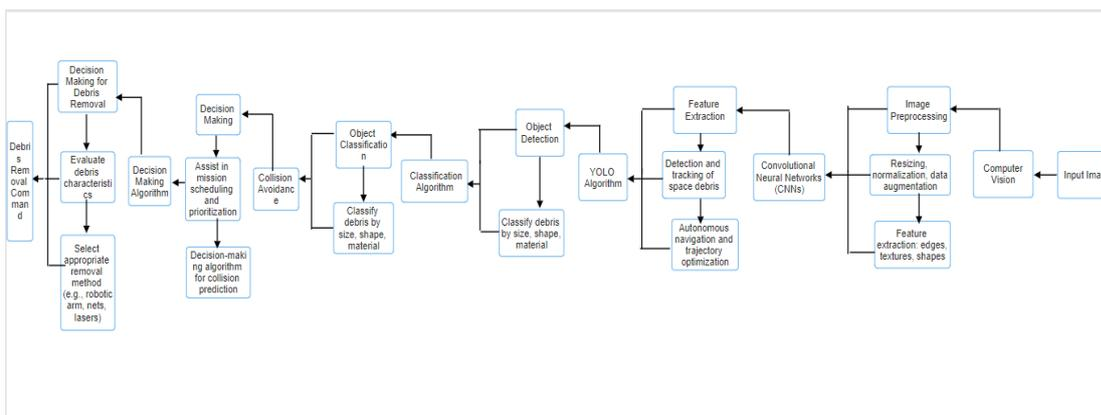 Decision
Making for
Debris
Removal
Debri
s
Rem
oval
Com
man
d
Evaluate
debris
characteristi
cs
Select
appropriate
removal
method
(e.g., robotic
arm, nets,
lasers)
Decision
Making
Algorithm
Decision
Making
Assist in
mission
scheduling
and
prioritization
Decision-maki
ng algorithm
for collision
prediction
Collision
Avoidanc
e
Object
Classificatio
n
Classify
debris by
size, shape,
material
Classification
Algorithm
Object
Detection
Classify debris
by size, shape,
material
YOLO
Algorithm
Feature
Extraction
Detection and
tracking of
space debris
Autonomous
navigation and
trajectory
optimization
Convolutional
Neural Networks
(CNNs)
Image
Preprocessing
Resizing,
normalization, data
augmentation
Feature
extraction: edges,
textures, shapes
Computer
Vision
Input Ima